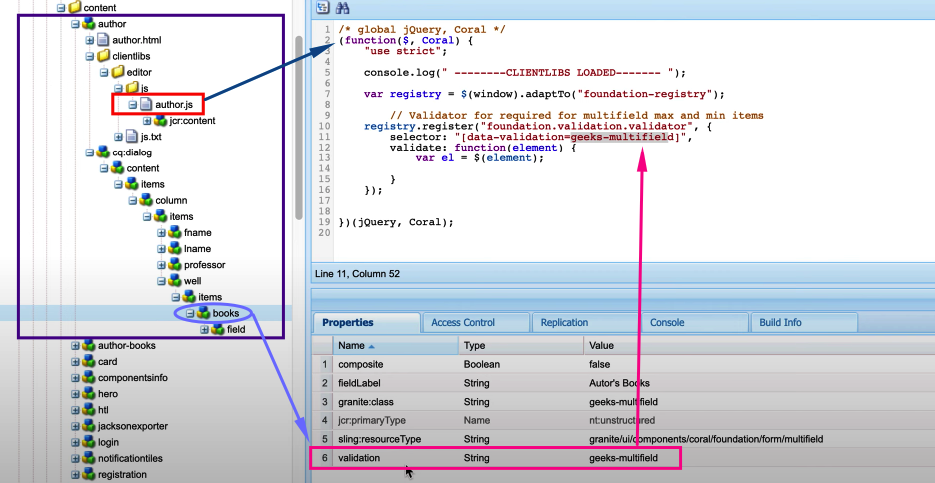 content
author
author.html
clientlibs
editor
js
author.js
jcr:content
js.txt
cq:dialog
content
items
column
items
fname
lname
professor
well
items
books
field
author-books
card
componentsinfo
hero
htl
jacksonexporter
login
notificationtiles
registration
1 /* global jQuery, Coral */
2 (function($, Coral) {
3 "use strict";
4
5 console.log(" --------CLIENTLIBS LOADED------- ");
6
7 var registry = $(window).adaptTo("foundation-registry");
8
9 // Validator for required for multifield max and min items
10 registry.register("foundation.validation.validator", {
11 selector: "[data-validation=geeks-multifield]",
12 validate: function(element) {
13 var el = $(element);
14
15 }
16 });
17
18
19 })(jQuery, Coral);
20
Line 11, Column 52
Properties Access Control Replication Console Build Info
Name Type Value
1 composite Boolean false
2 fieldLabel String Autor's Books
3 granite:class String geeks-multifield
4 jcr:primaryType Name nt:unstructured
5 sling:resourceType String granite/ui/components/coral/foundation/form/multifield
6 validation String geeks-multifield